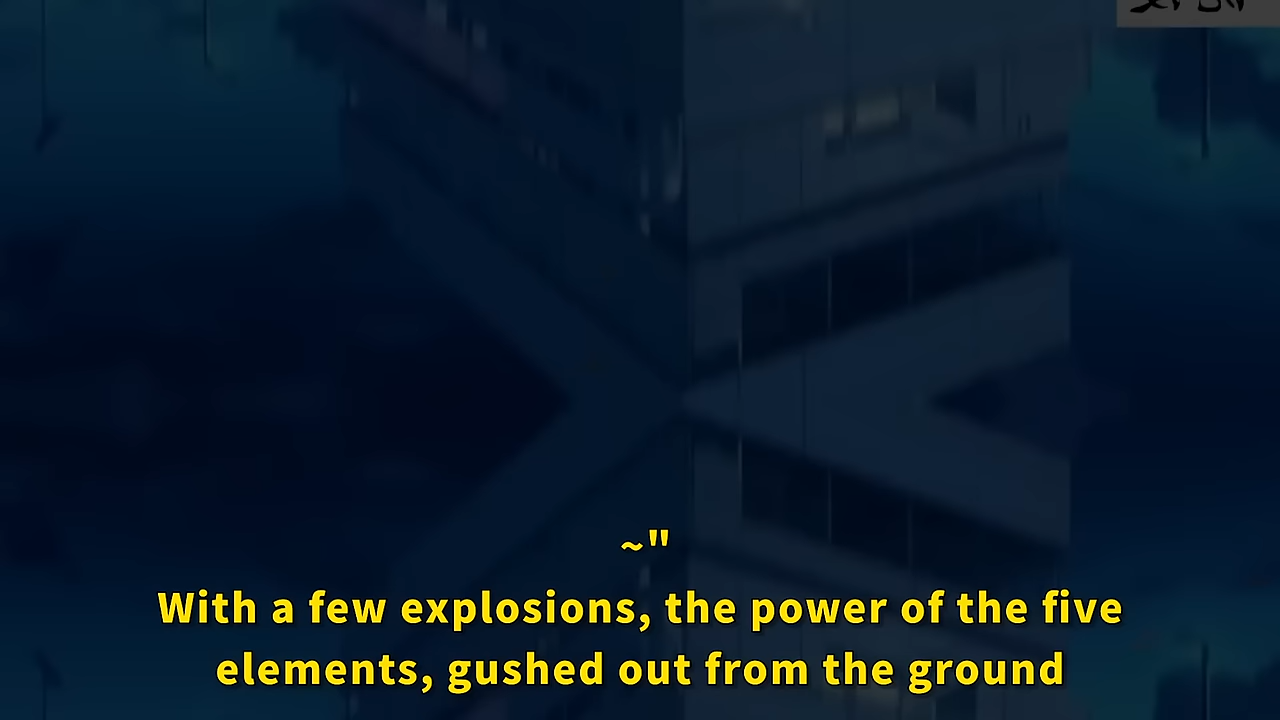 ~"
With a few explosions, the power of the five
elements, gushed out from the ground